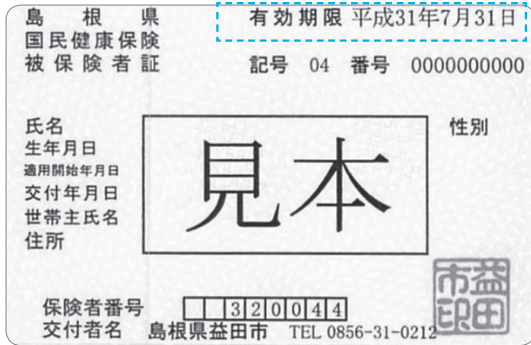 島根県 有効期限 平成31年7月31日
国民健康保険
被保険者証 記号 04 番号 0000000000
氏名 性別
生年月日
適用開始年月日
交付年月日
世帯主氏名
住所
見本
保険者番号 320044
交付者名 島根県益田市 TEL 0856-31-0212
益田
市印